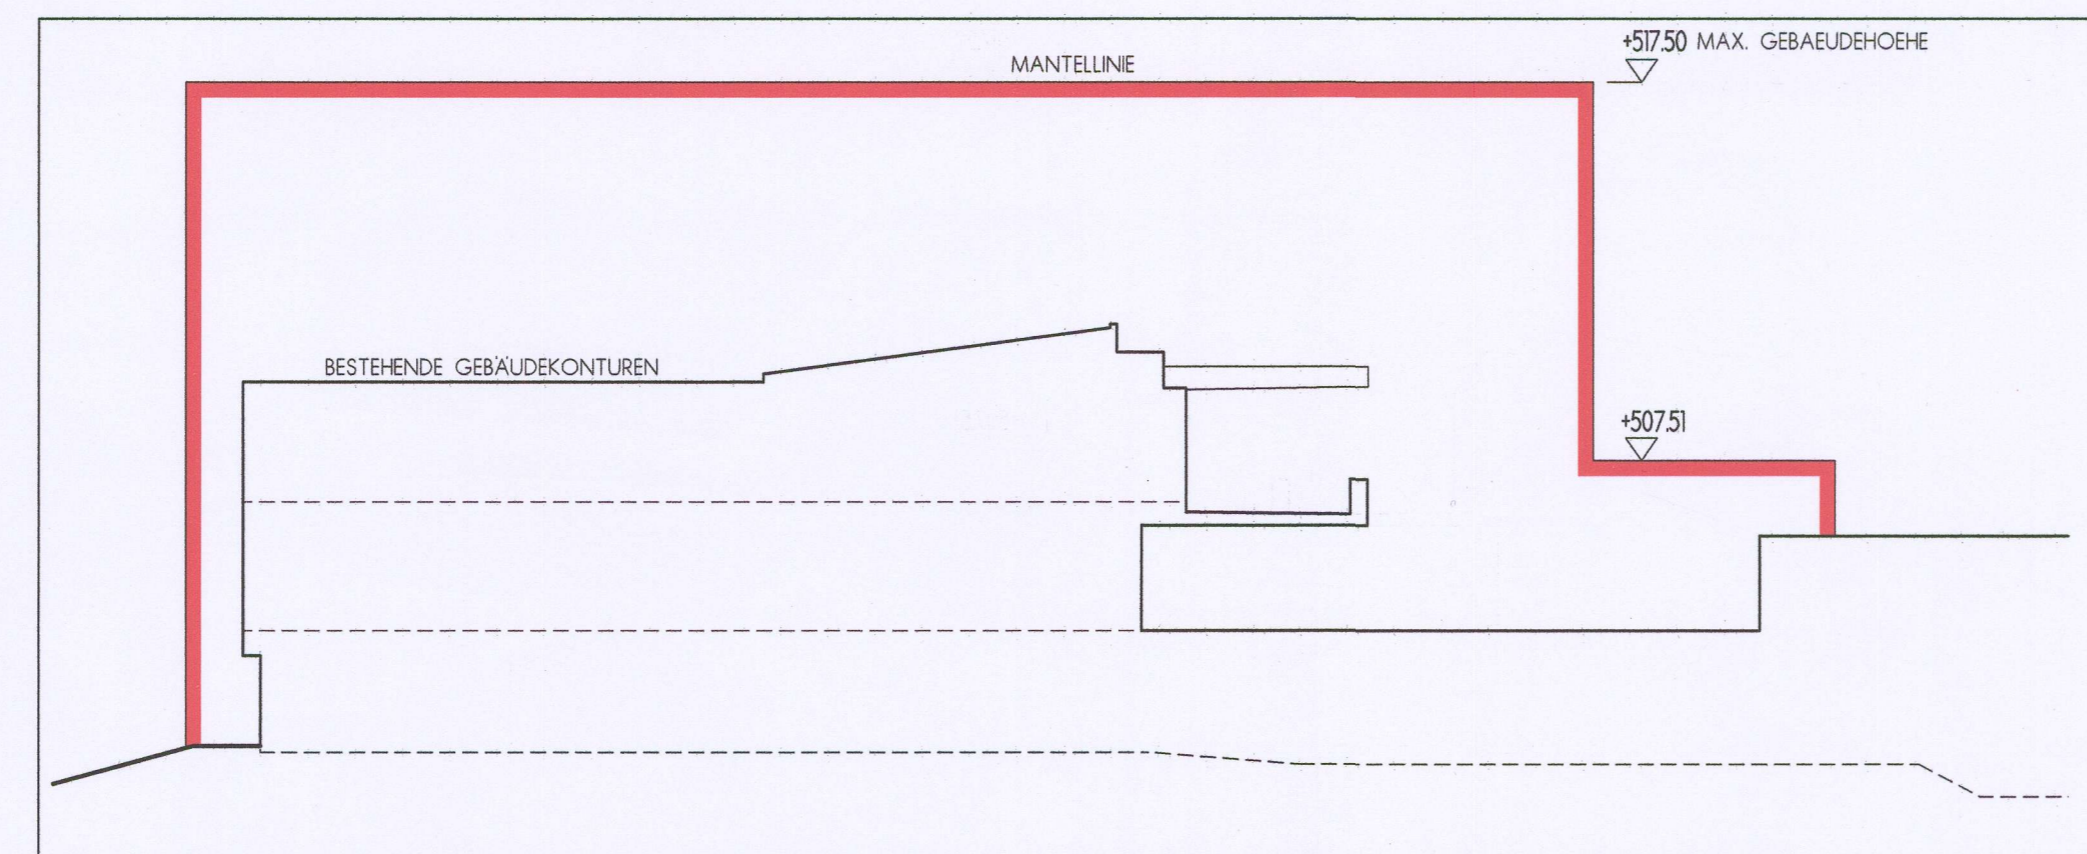 +517.50 MAX. GEBAEUDEHOEHE
MANTELLINIE
BESTEHENDE GEBÄUDEKONTUREN
+507.51